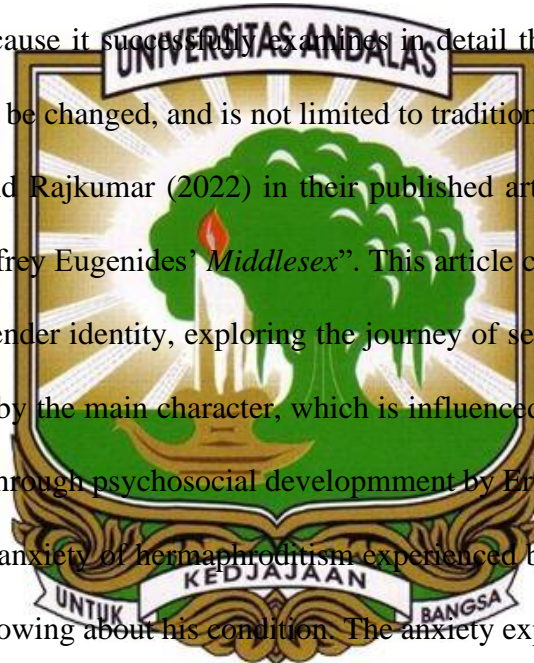 cause it successfully examines in detail th
UNIVERSITAS ANDALAS
be changed, and is not limited to tradition
d Rajkumar (2022) in their published art
frey Eugenides’ Middlesex”. This article c
ender identity, exploring the journey of se
by the main character, which is influenced
hrough psychosocial developmment by Er
anxiety of hermaphroditism experienced b
KEDJAJAAN
UNTUK BANGSA
owing about his condition. The anxiety exp